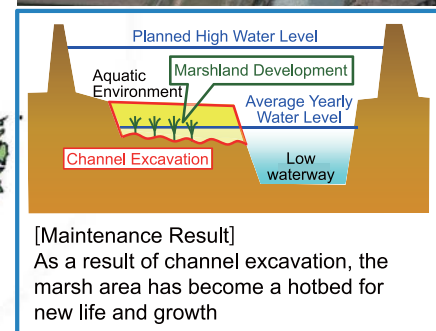 Planned High Water Level
Aquatic
Environment
Marshland Development
Average Yearly
Water Level
Channel Excavation
Low
waterway
[Maintenance Result]
As a result of channel excavation, the
marsh area has become a hotbed for
new life and growth